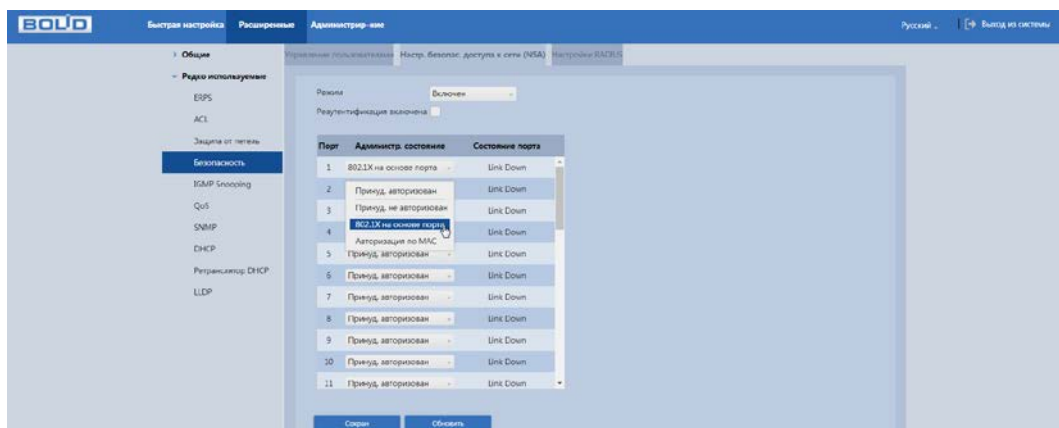 BOLID Быстрая настройка Расширенные Администрир-ние Русский Выход из системы
Общие
Редко используемые
ERPS
ACL
Защита от петель
Безопасность
IGMP Snooping
QoS
SNMP
DHCP
Ретранслятор DHCP
LLDP
Управление пользователями Настр. безопас. доступа к сети (NSA) Настройки RADIUS
Режим Включен
Реаутентификация включена
Порт Администр. состояние Состояние порта
1 802.1X на основе порта Link Down
2 Link Down
3 Link Down
4 Link Down
Принуд. авторизован
Принуд. не авторизован
802.1X на основе порта
Авторизация по MAC
5 Принуд. авторизован Link Down
6 Принуд. авторизован Link Down
7 Принуд. авторизован Link Down
8 Принуд. авторизован Link Down
9 Принуд. авторизован Link Down
10 Принуд. авторизован Link Down
11 Принуд. авторизован Link Down
Сохран Обновить